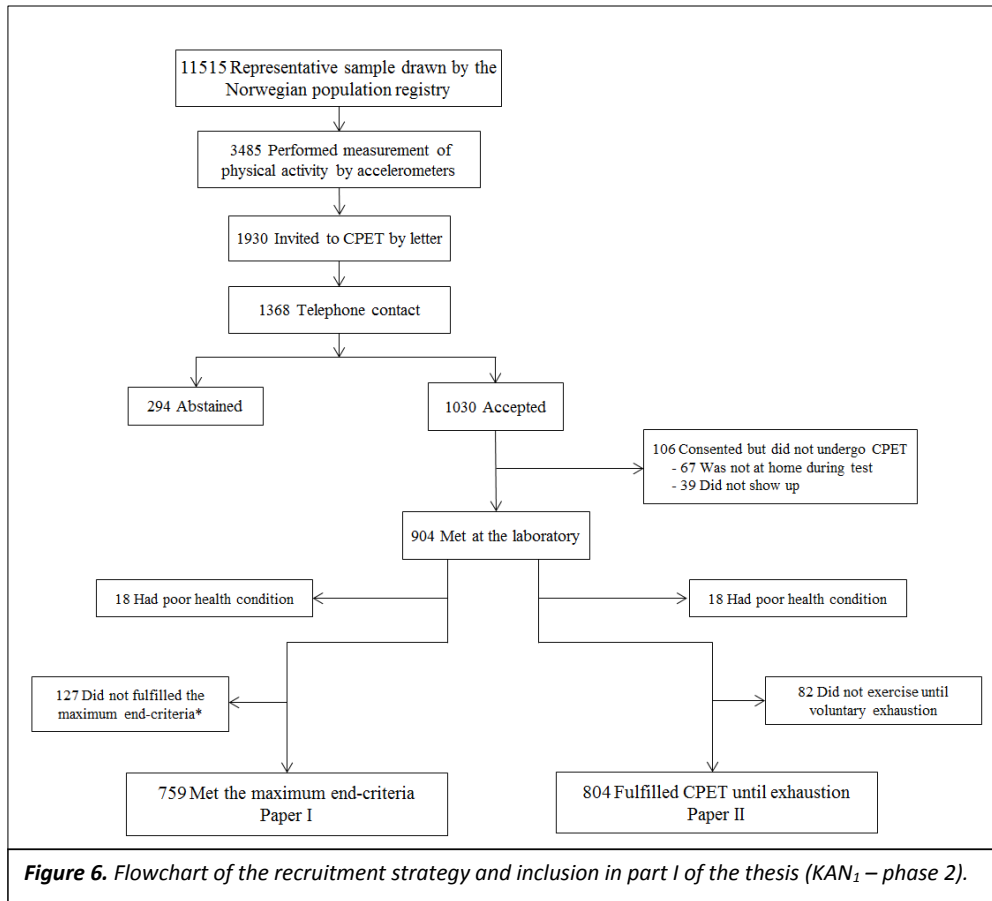 11515 Representative sample drawn by the
Norwegian population registry
3485 Performed measurement of
physical activity by accelerometers
1930 Invited to CPET by letter
1368 Telephone contact
294 Abstained
1030 Accepted
106 Consented but did not undergo CPET
- 67 Was not at home during test
- 39 Did not show up
904 Met at the laboratory
18 Had poor health condition
18 Had poor health condition
127 Did not fulfilled the
maximum end-criteria*
82 Did not exercise until
voluntary exhaustion
759 Met the maximum end-criteria
Paper I
804 Fulfilled CPET until exhaustion
Paper II
Figure 6. Flowchart of the recruitment strategy and inclusion in part I of the thesis (KAN₁ – phase 2).